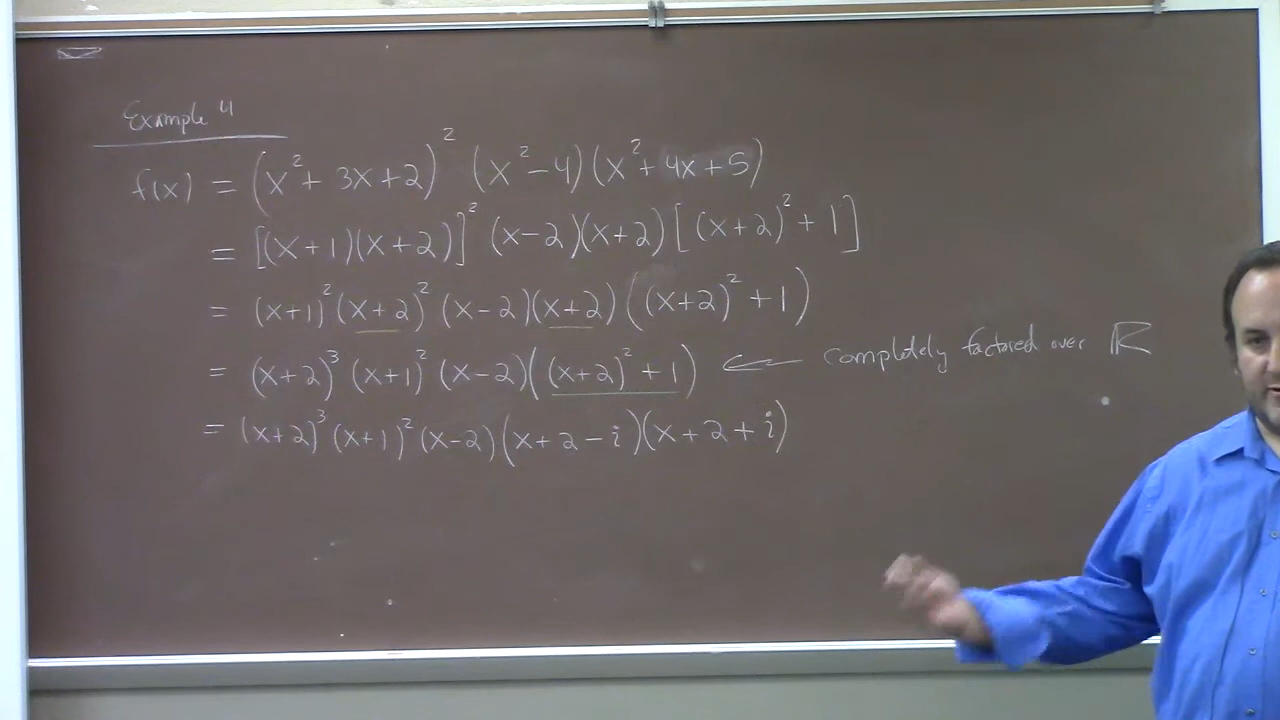 Example 4
f(x) = (x² + 3x + 2)² (x² - 4)(x² + 4x + 5)
= [(x+1)(x+2)]² (x-2)(x+2)[(x+2)² + 1]
= (x+1)² (x+2)² (x-2)(x+2)((x+2)² + 1)
= (x+2)³ (x+1)² (x-2)((x+2)² + 1) ← completely factored over ℝ
= (x+2)³ (x+1)² (x-2)(x+2-i)(x+2+i)